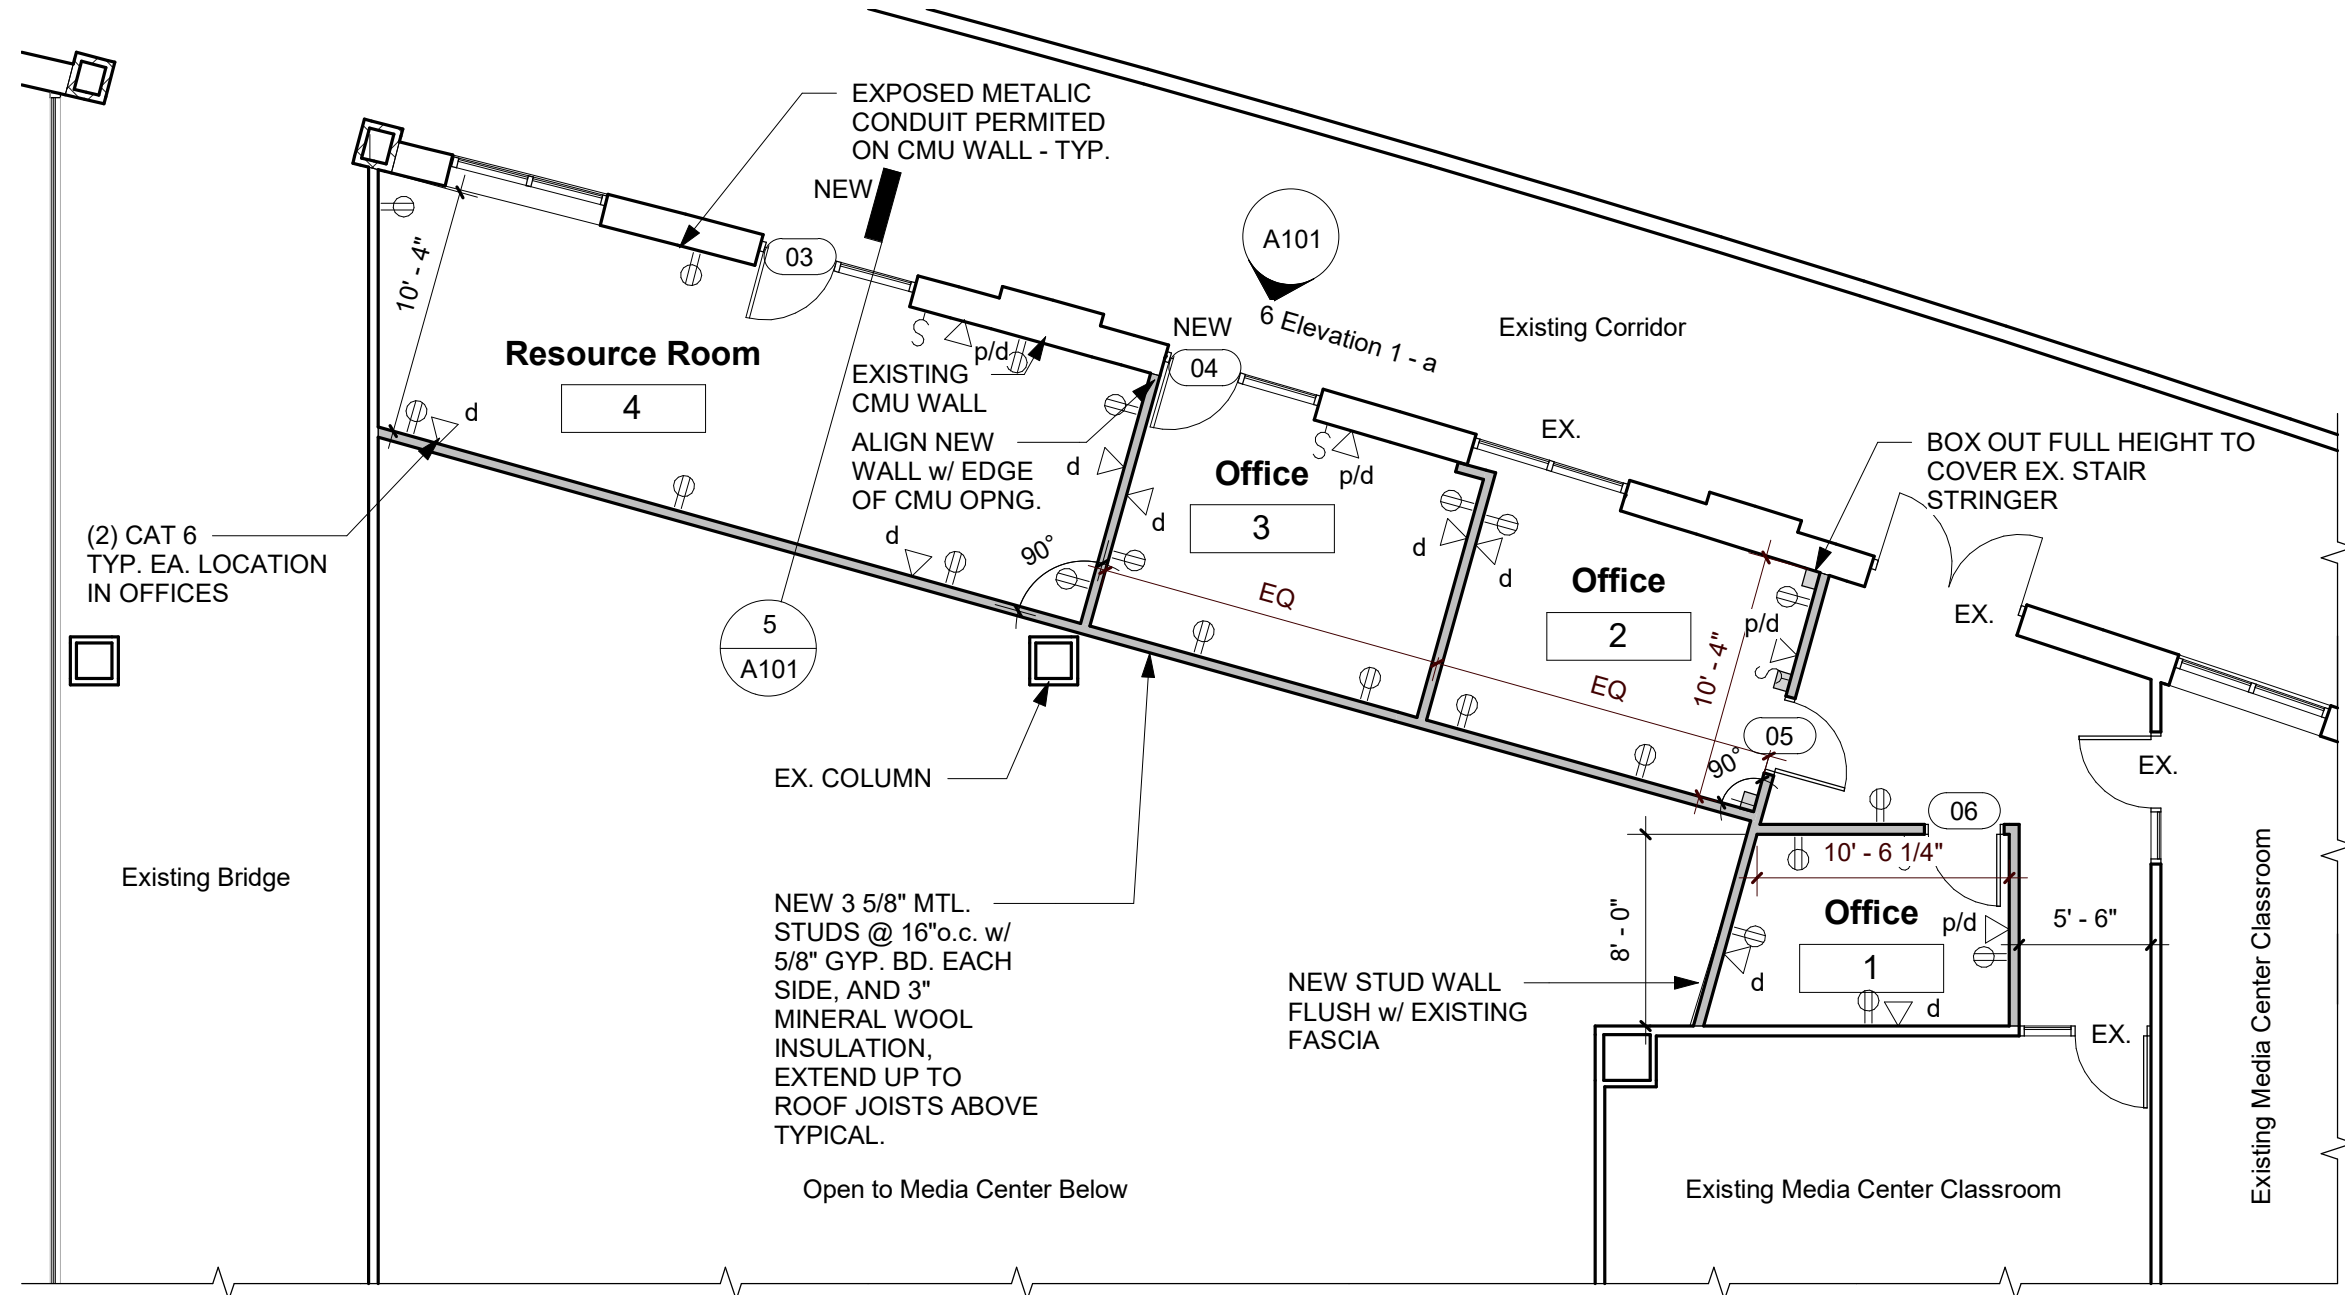 EXPOSED METALIC
CONDUIT PERMITED
ON CMU WALL - TYP.
NEW
A101
6 Elevation 1 - a
Existing Corridor
03
10' - 4"
Resource Room
4
p/d
EXISTING
CMU WALL
ALIGN NEW
WALL w/ EDGE
OF CMU OPNG.
NEW
04
d
d
d
d
(2) CAT 6
TYP. EA. LOCATION
IN OFFICES
90°
5
A101
Office
3
p/d
d
EX.
BOX OUT FULL HEIGHT TO
COVER EX. STAIR
STRINGER
EQ
EQ
Office
2
d
p/d
10' - 4"
EX.
05
90°
EX.
06
EX. COLUMN
Existing Bridge
NEW 3 5/8" MTL.
STUDS @ 16"o.c. w/
5/8" GYP. BD. EACH
SIDE, AND 3"
MINERAL WOOL
INSULATION,
EXTEND UP TO
ROOF JOISTS ABOVE
TYPICAL.
10' - 6 1/4"
8' - 0"
Office
1
p/d
d
d
5' - 6"
EX.
NEW STUD WALL
FLUSH w/ EXISTING
FASCIA
Existing Media Center Classroom
Open to Media Center Below
Existing Media Center Classroom